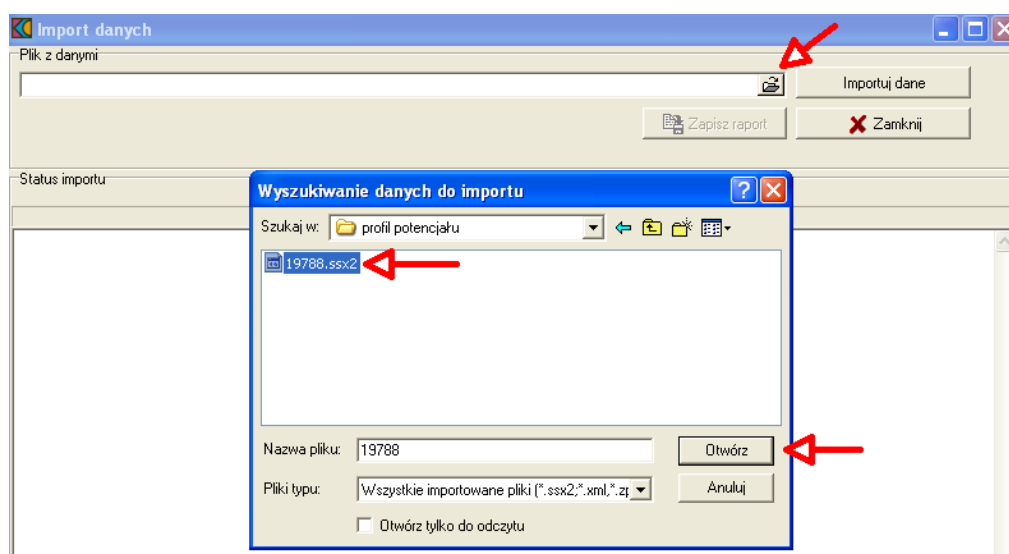 Import danych
Plik z danymi
Importuj dane
Zapisz raport
Zamknij
Status importu
Wyszukiwanie danych do importu
Szukaj w: profil potencjału
19788.ssx2
Nazwa pliku: 19788
Otwórz
Pliki typu: Wszystkie importowane pliki (*.ssx2;*.xml,*.zi
Anuluj
Otwórz tylko do odczytu